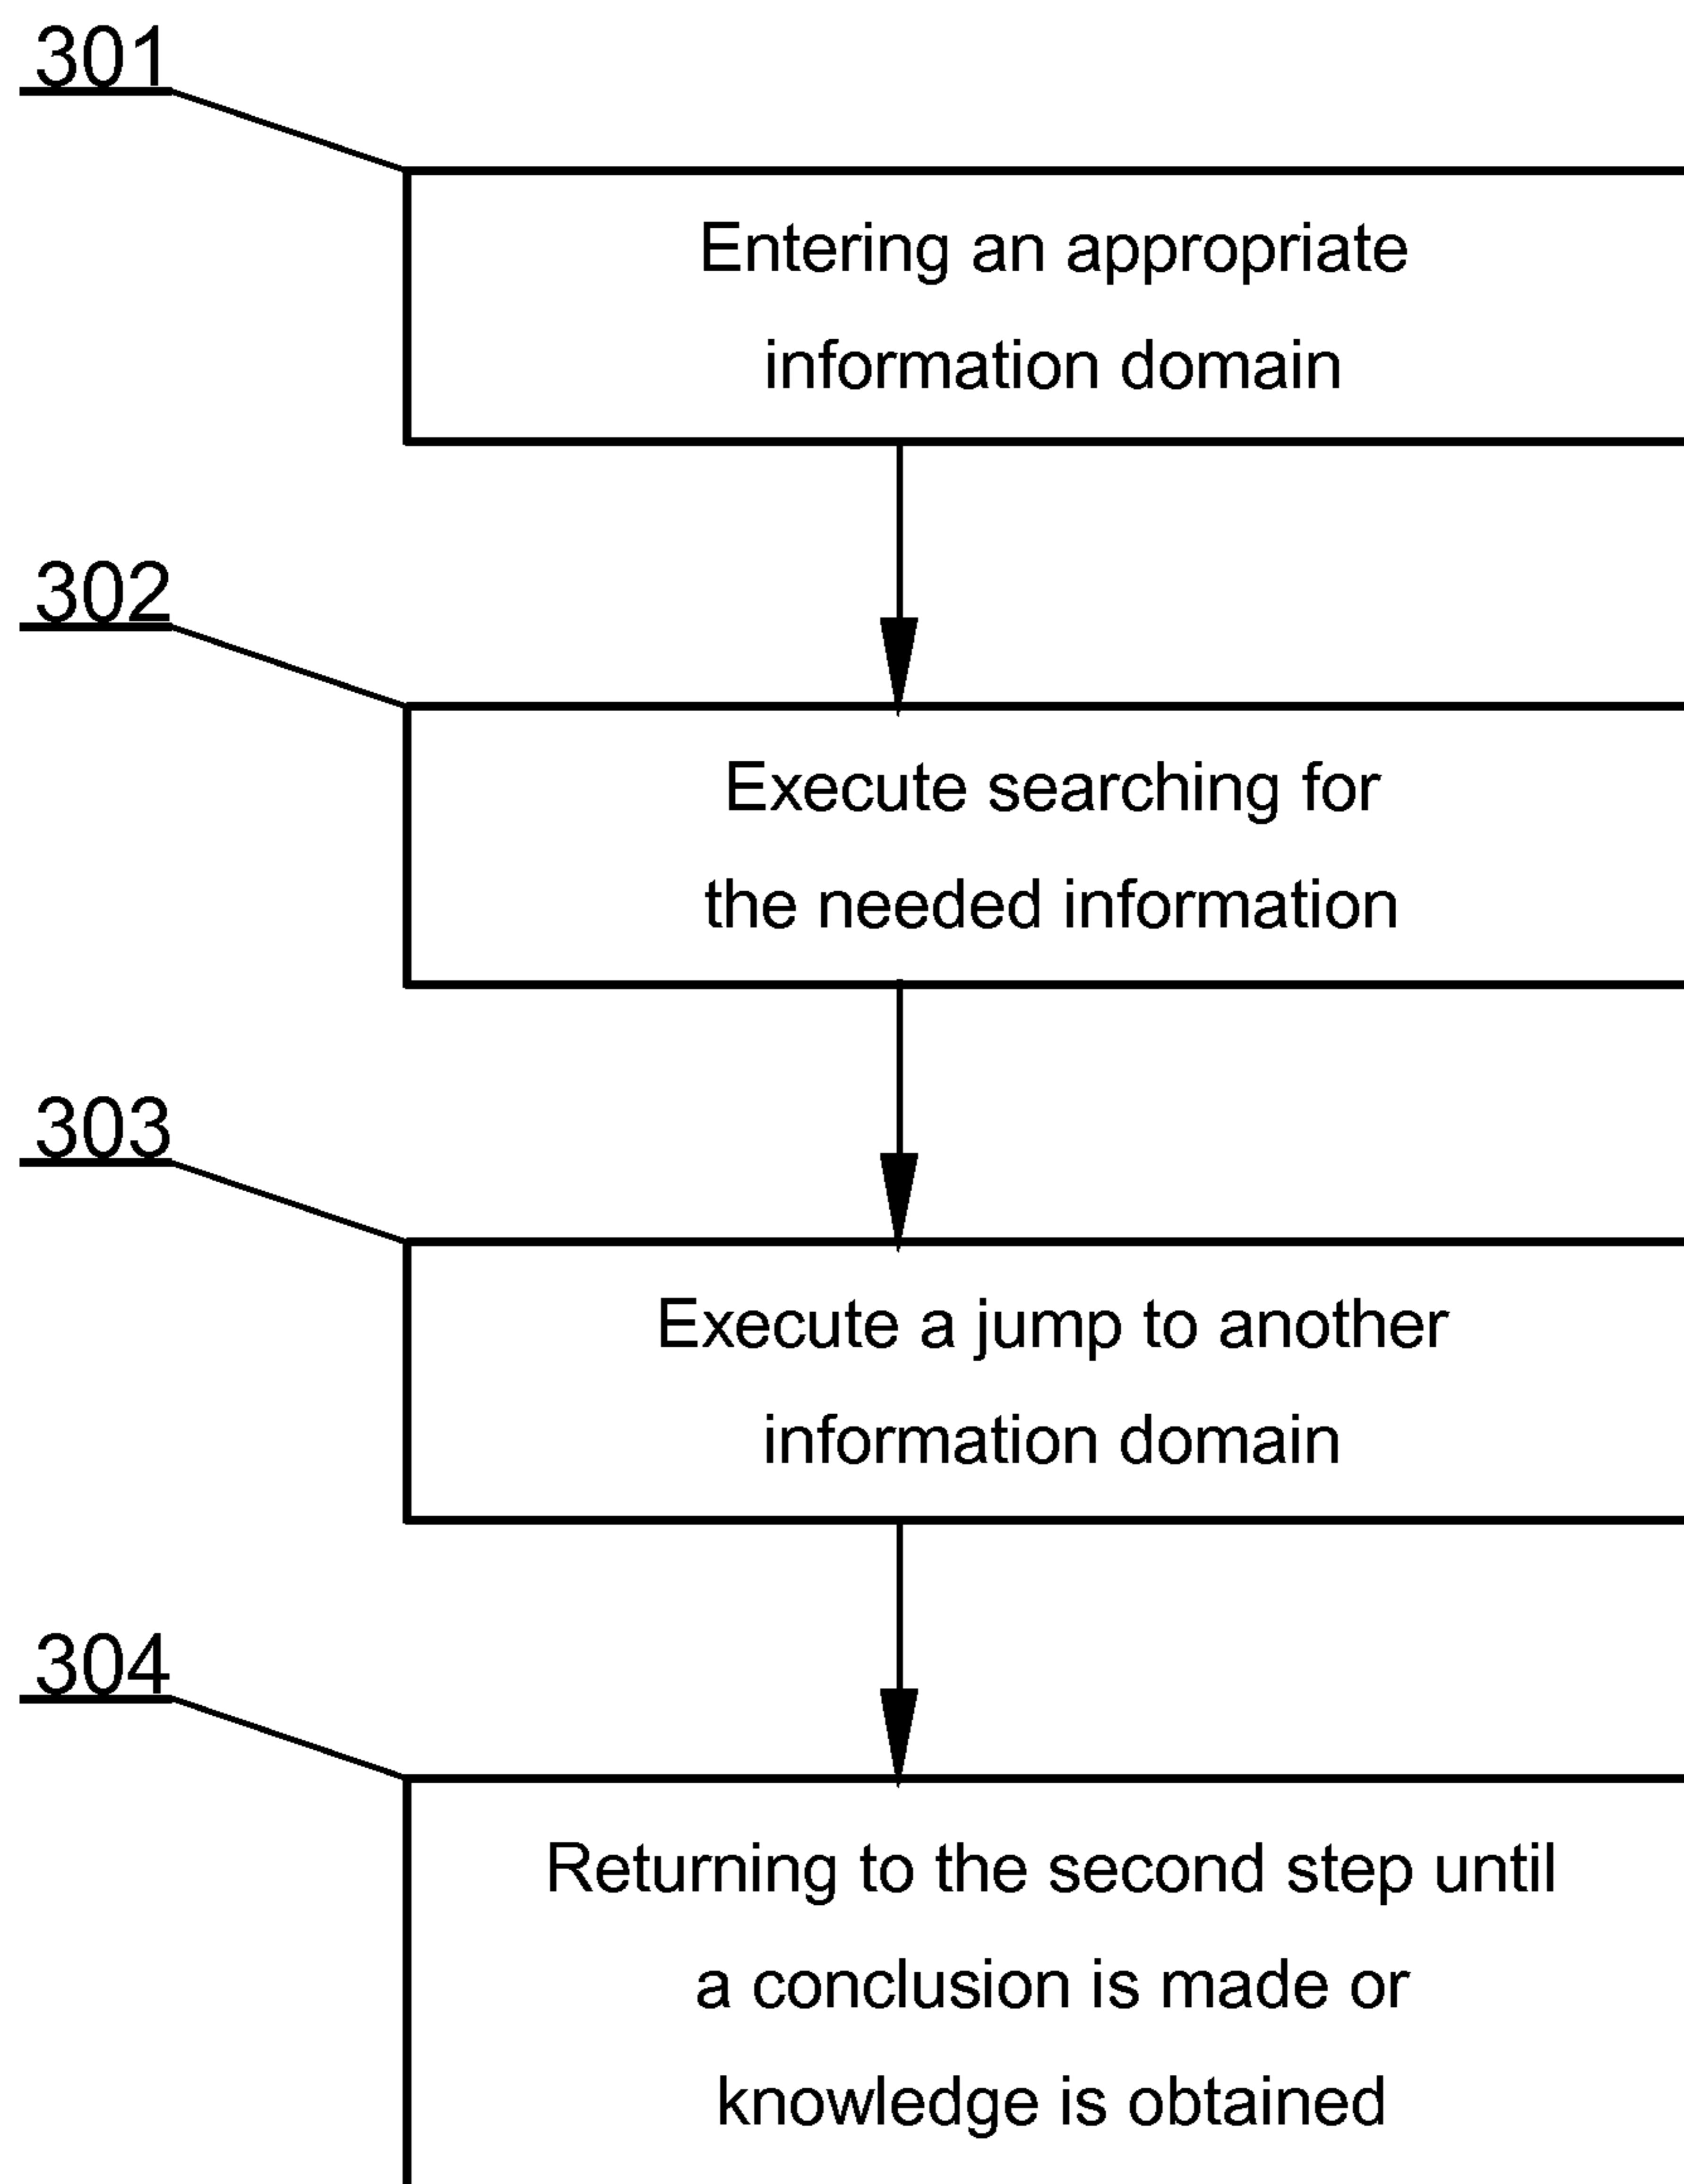 301
Entering an appropriate
information domain
302
Execute searching for
the needed information
303
Execute a jump to another
information domain
304
Returning to the second step until
a conclusion is made or
knowledge is obtained